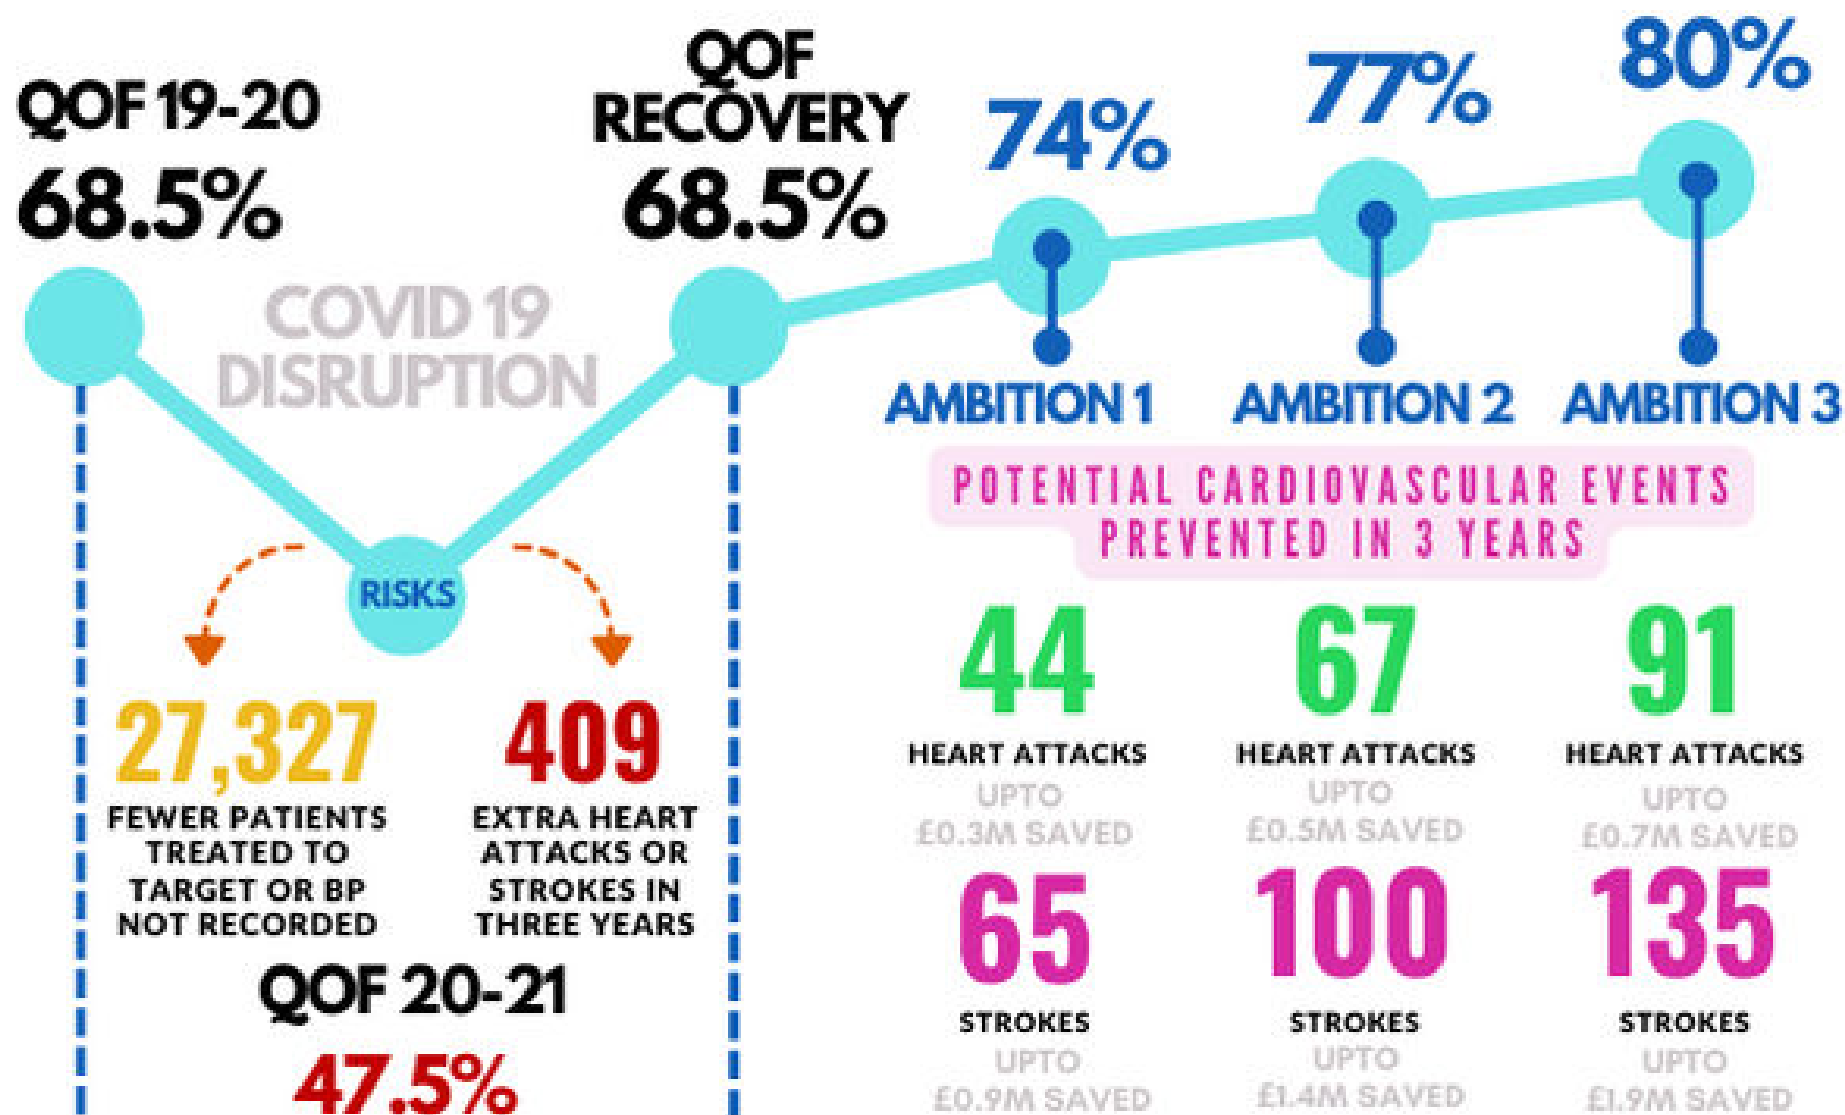 QOF 19-20
68.5%
COVID 19
DISRUPTION
QOF
RECOVERY
68.5%
74%
77%
80%
AMBITION 1
AMBITION 2
AMBITION 3
RISKS
27,327
FEWER PATIENTS
TREATED TO
TARGET OR BP
NOT RECORDED
409
EXTRA HEART
ATTACKS OR
STROKES IN
THREE YEARS
QOF 20-21
47.5%
POTENTIAL CARDIOVASCULAR EVENTS
PREVENTED IN 3 YEARS
44
HEART ATTACKS
UPTO
£0.3M SAVED
65
STROKES
UPTO
£0.9M SAVED
67
HEART ATTACKS
UPTO
£0.5M SAVED
100
STROKES
UPTO
£1.4M SAVED
91
HEART ATTACKS
UPTO
£0.7M SAVED
135
STROKES
UPTO
£1.9M SAVED